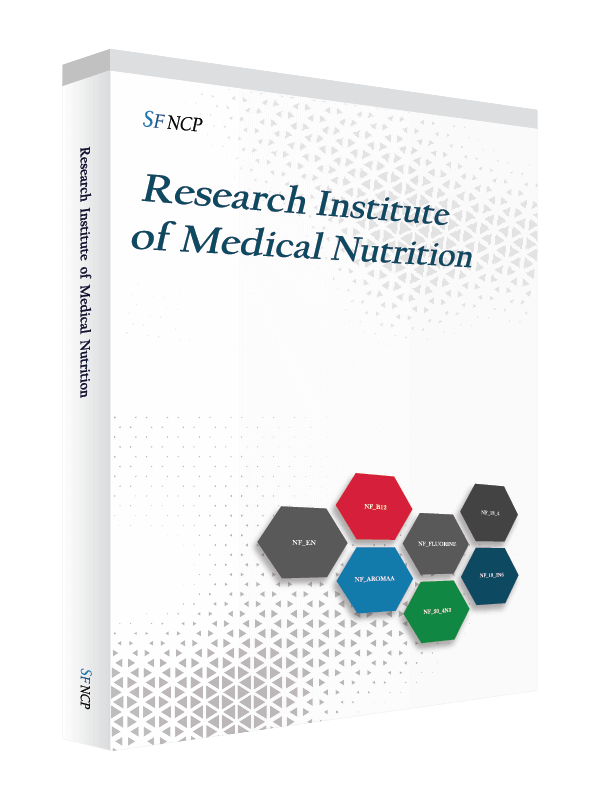 SF NCP
Research Institute
of Medical Nutrition
NF_B12
NF_EN
NF_FLUORINE
NF_AROMAA
Research Institute of Medical Nutrition
SF NCP